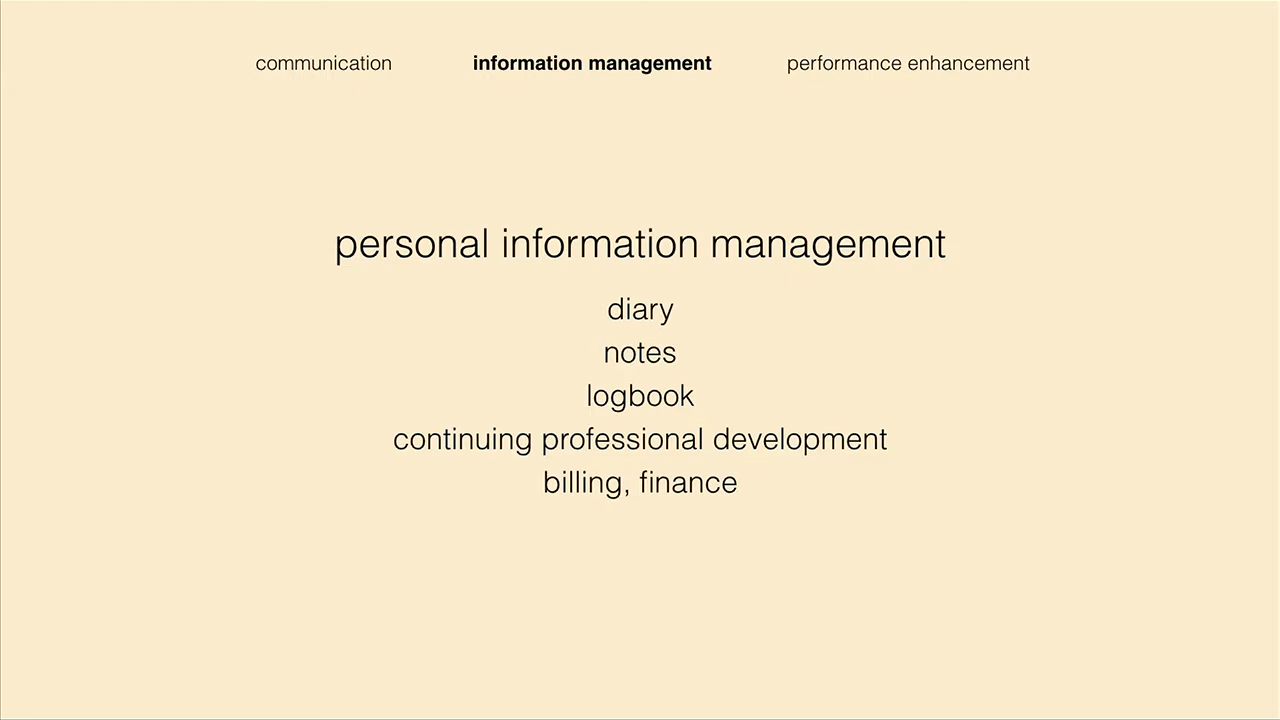 communication information management performance enhancement
personal information management
diary
notes
logbook
continuing professional development
billing, finance